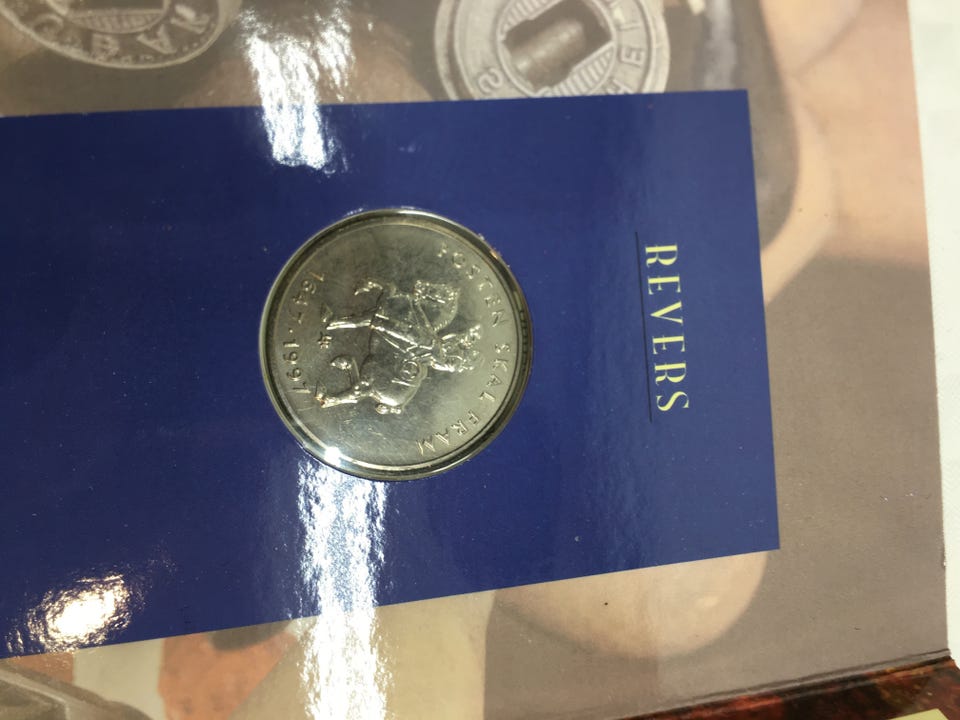 REVERS
POSTEN SKAL FRAM
1647·1997